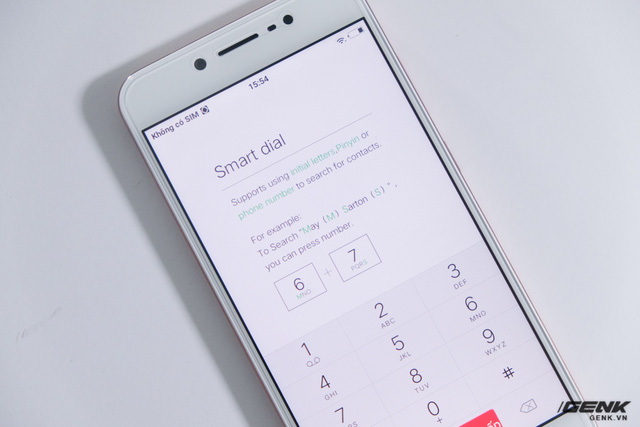 Không có SIM
15:54
Smart dial
Supports using initial letters,Pinyin or
phone number to search for contacts.
For example:
To Search "May (M) Sarton (S)" ,
you can press number.
6 + 7
MNO PQRS
1 2 3
ABC DEF
4 5 6
GHI JKL MNO
7 8 9
TUV WXYZ
0 #
+
GENK
GENK.VN